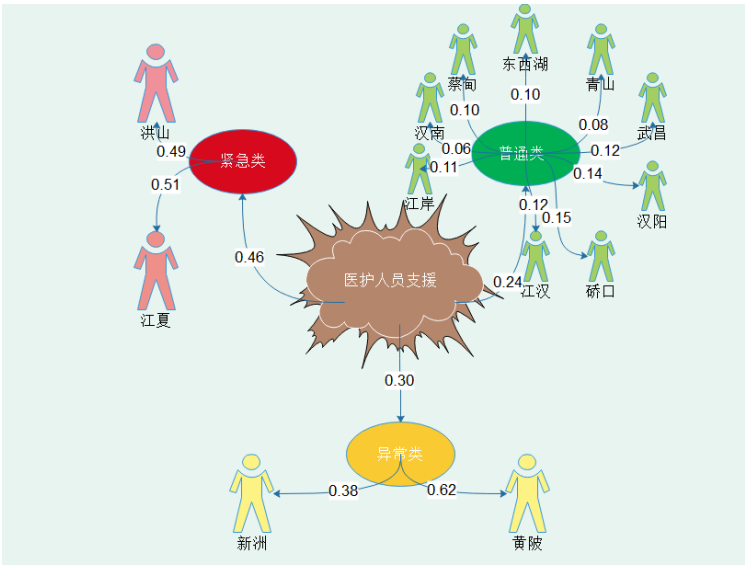 东西湖
蔡甸
青山
洪山
0.10
0.10
汉南
武昌
0.08
0.49
紧急类
0.06
普通类
0.12
0.11
0.14
0.51
江岸
0.12
0.15
汉阳
0.46
医护人员支援
0.24
江汉
硚口
江夏
0.30
异常类
0.38
0.62
新洲
黄陂